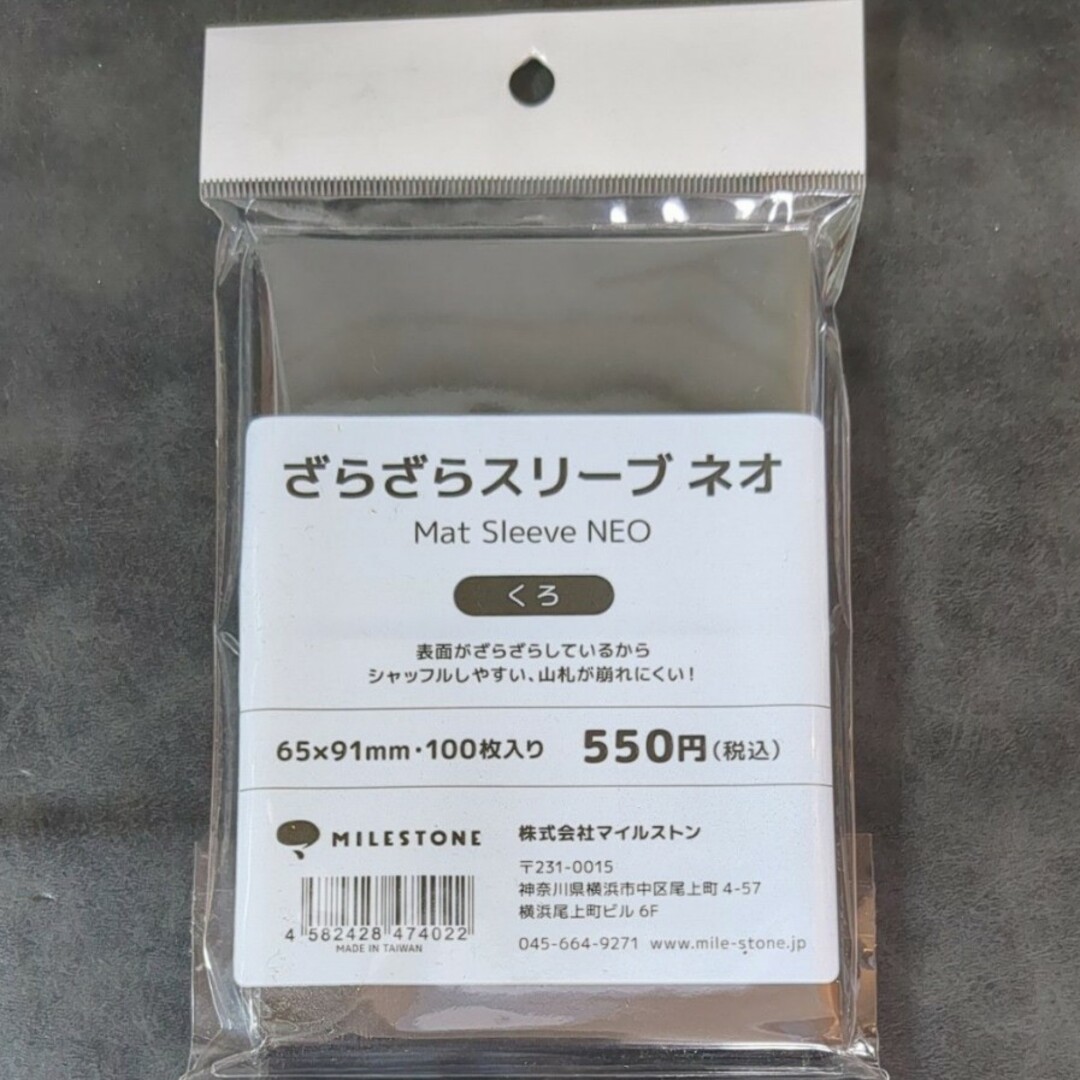 ざらざらスリーブ ネオ
Mat Sleeve NEO
くろ
表面がざらざらしているから
シャッフルしやすい、山札が崩れにくい!
65×91mm・100枚入り 550円(税込)
MILESTONE
株式会社マイルストン
〒231-0015
神奈川県横浜市中区尾上町 4-57
横浜尾上町ビル 6F
045-664-9271 www.mile-stone.jp
4 582428 474022
MADE IN TAIWAN